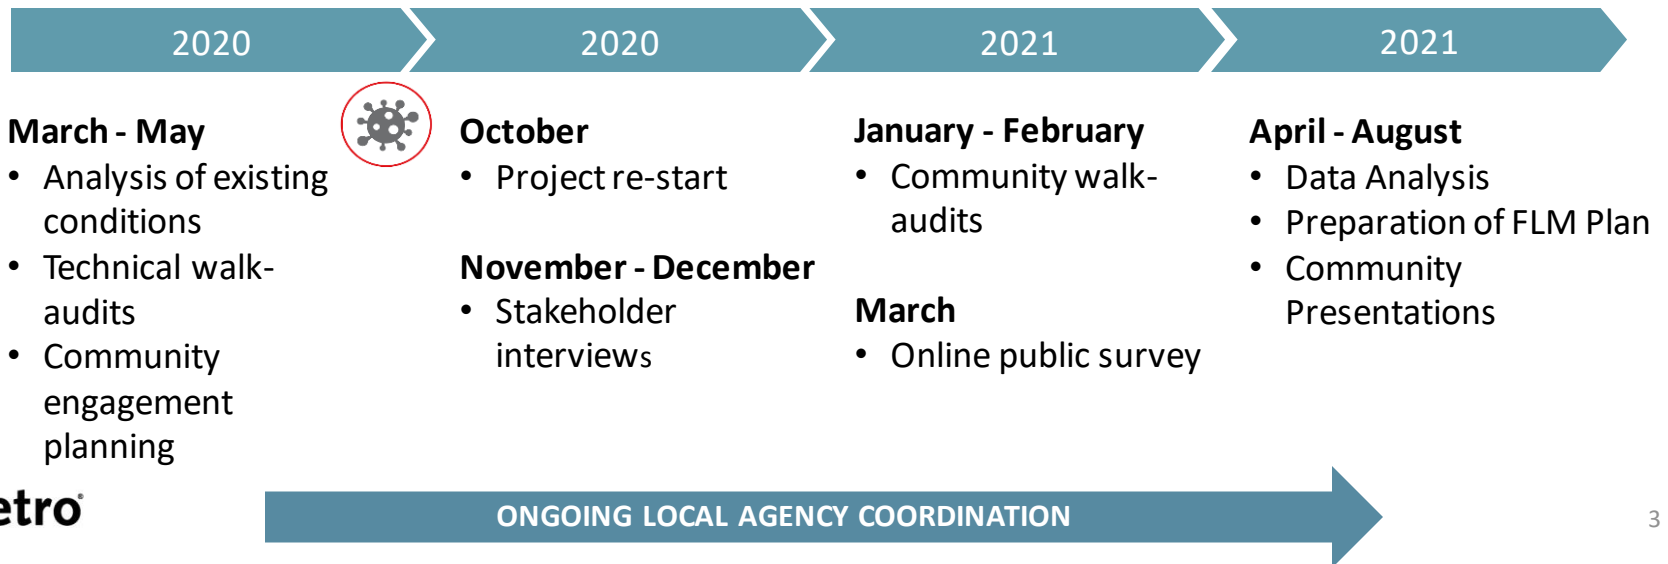 2020
2020
2021
2021
March - May
• Analysis of existing
conditions
• Technical walk-
audits
• Community
engagement
planning
October
• Project re-start
November - December
• Stakeholder
interviews
January - February
• Community walk-
audits
March
• Online public survey
April - August
• Data Analysis
• Preparation of FLM Plan
• Community
Presentations
etro
ONGOING LOCAL AGENCY COORDINATION
3